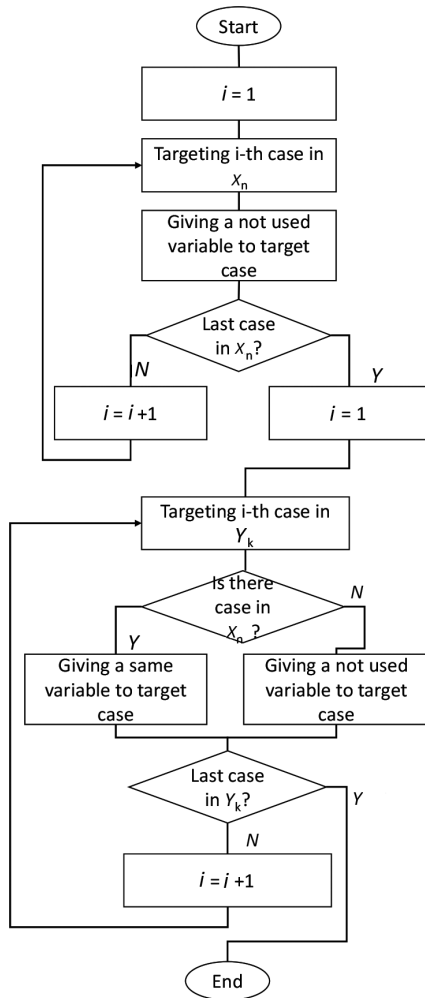 Start
i = 1
Targeting i-th case in
Xn
Giving a not used
variable to target
case
Last case
in Xn?
N
Y
i = i +1
i = 1
Targeting i-th case in
Yk
Is there
case in
Xn ?
N
Y
Giving a same
variable to target
case
Giving a not used
variable to target
case
Last case
in Yk?
Y
N
i = i +1
End